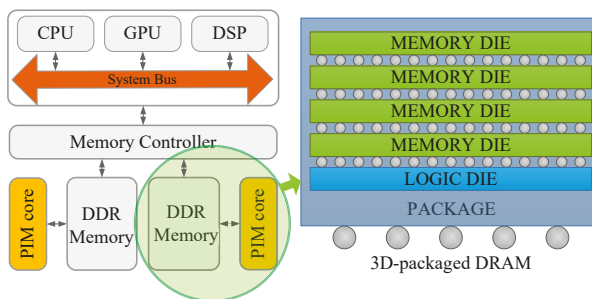 CPU
GPU
DSP
System Bus
Memory Controller
PIM core
DDR
Memory
DDR
Memory
PIM core
MEMORY DIE
MEMORY DIE
MEMORY DIE
MEMORY DIE
LOGIC DIE
PACKAGE
3D-packaged DRAM